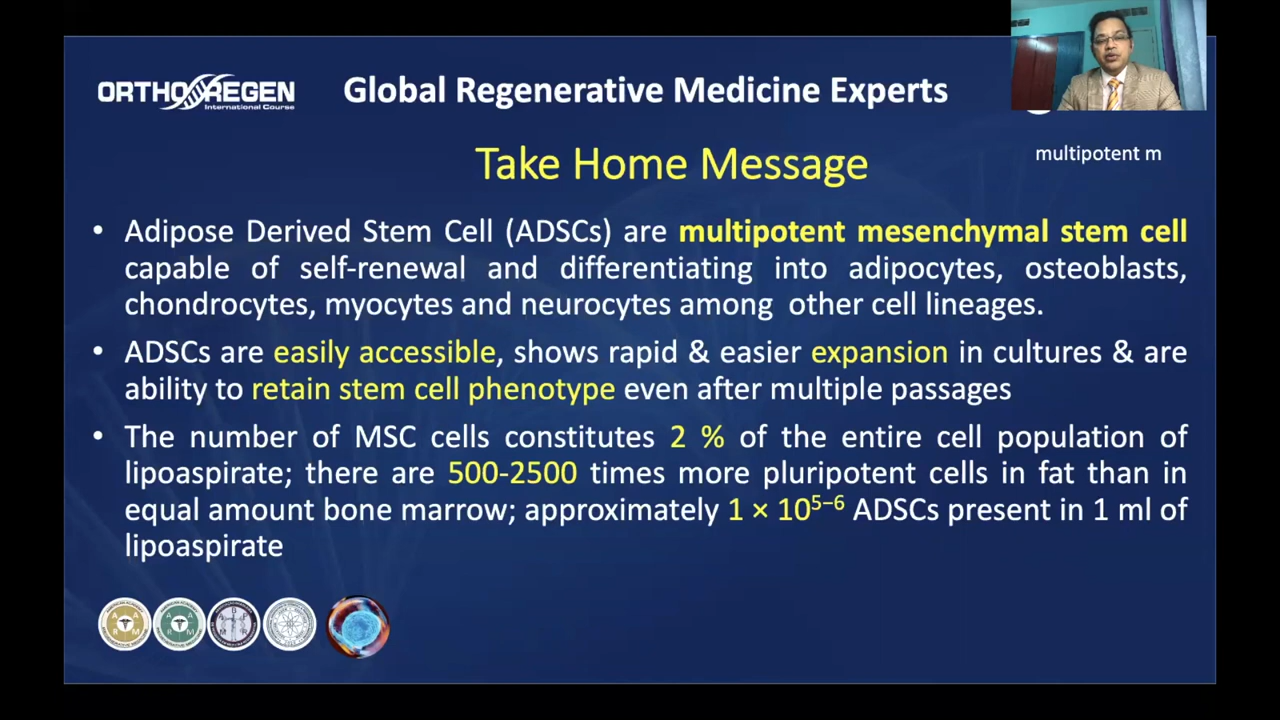 ORTHO REGEN
International Course
Global Regenerative Medicine Experts
Take Home Message
multipotent m
• Adipose Derived Stem Cell (ADSCs) are multipotent mesenchymal stem cell
capable of self-renewal and differentiating into adipocytes, osteoblasts,
chondrocytes, myocytes and neurocytes among other cell lineages.
• ADSCs are easily accessible, shows rapid & easier expansion in cultures & are
ability to retain stem cell phenotype even after multiple passages
• The number of MSC cells constitutes 2 % of the entire cell population of
lipoaspirate; there are 500-2500 times more pluripotent cells in fat than in
equal amount bone marrow; approximately 1 × 10⁵⁻⁶ ADSCs present in 1 ml of
lipoaspirate